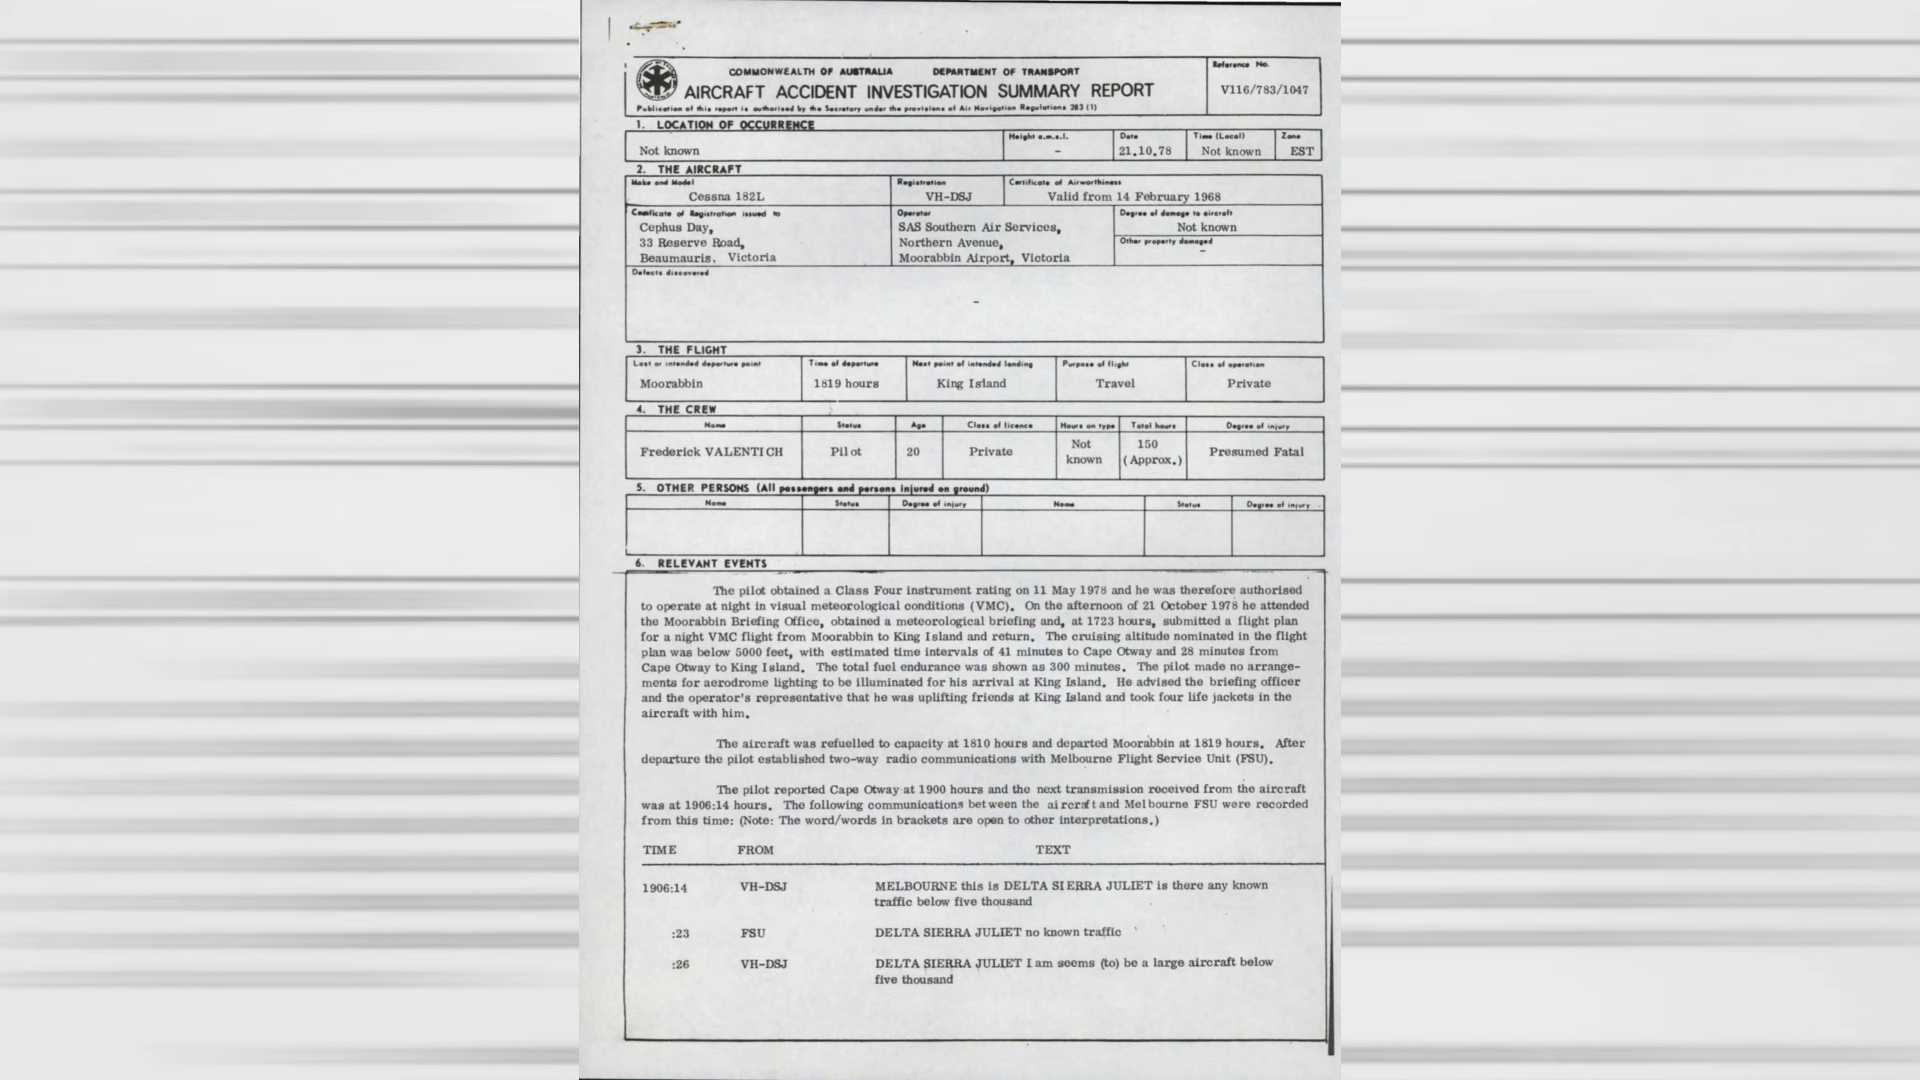 COMMONWEALTH OF AUSTRALIA DEPARTMENT OF TRANSPORT
AIRCRAFT ACCIDENT INVESTIGATION SUMMARY REPORT
Publication of this report is authorised by the Secretary under the provisions of Air Navigation Regulations 283 (1)
Reference No.
V116/783/1047
1. LOCATION OF OCCURRENCE
Not known
Height a.m.s.l.
-
Date
21.10.78
Time (Local)
Not known
Zone
EST
2. THE AIRCRAFT
Make and Model
Cessna 182L
Registration
VH-DSJ
Certificate of Airworthiness
Valid from 14 February 1968
Certificate of Registration issued to
Cephus Day,
33 Reserve Road,
Beaumauris, Victoria
Operator
SAS Southern Air Services,
Northern Avenue,
Moorabbin Airport, Victoria
Degree of damage to aircraft
Not known
Other property damaged
-
Defects discovered
-
3. THE FLIGHT
Last or intended departure point
Moorabbin
Time of departure
1819 hours
Next point of intended landing
King Island
Purpose of flight
Travel
Class of operation
Private
4. THE CREW
Name Status Age Class of licence Hours on type Total hours Degree of injury
Frederick VALENTICH Pilot 20 Private Not known 150 (Approx.) Presumed Fatal
5. OTHER PERSONS (All passengers and persons injured on ground)
Name Status Degree of injury Name Status Degree of injury
6. RELEVANT EVENTS
The pilot obtained a Class Four instrument rating on 11 May 1978 and he was therefore authorised
to operate at night in visual meteorological conditions (VMC). On the afternoon of 21 October 1978 he attended
the Moorabbin Briefing Office, obtained a meteorological briefing and, at 1723 hours, submitted a flight plan
for a night VMC flight from Moorabbin to King Island and return. The cruising altitude nominated in the flight
plan was below 5000 feet, with estimated time intervals of 41 minutes to Cape Otway and 28 minutes from
Cape Otway to King Island. The total fuel endurance was shown as 300 minutes. The pilot made no arrange-
ments for aerodrome lighting to be illuminated for his arrival at King Island. He advised the briefing officer
and the operator's representative that he was uplifting friends at King Island and took four life jackets in the
aircraft with him.
The aircraft was refuelled to capacity at 1810 hours and departed Moorabbin at 1819 hours. After
departure the pilot established two-way radio communications with Melbourne Flight Service Unit (FSU).
The pilot reported Cape Otway at 1900 hours and the next transmission received from the aircraft
was at 1906:14 hours. The following communications between the aircraft and Melbourne FSU were recorded
from this time: (Note: The word/words in brackets are open to other interpretations.)
TIME FROM TEXT
1906:14 VH-DSJ MELBOURNE this is DELTA SIERRA JULIET is there any known
traffic below five thousand
:23 FSU DELTA SIERRA JULIET no known traffic
:26 VH-DSJ DELTA SIERRA JULIET I am seems (to) be a large aircraft below
five thousand